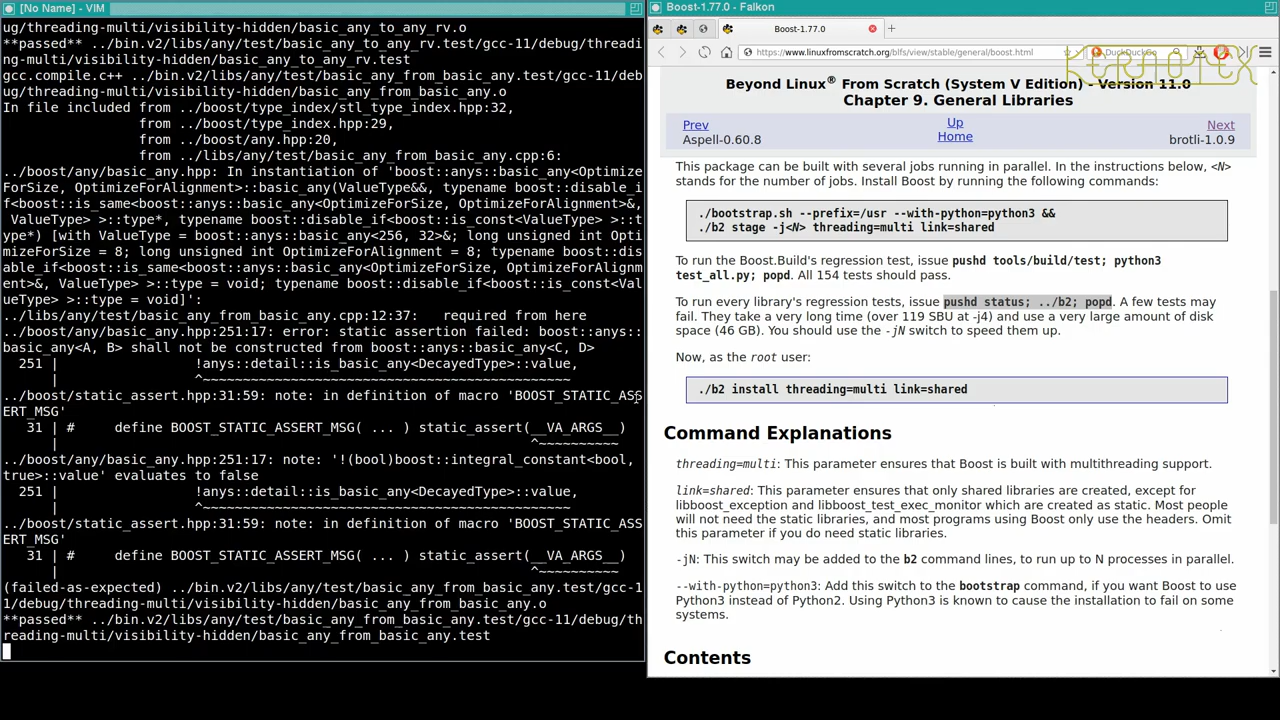 [No Name] - VIM
ug/threading-multi/visibility-hidden/basic_any_to_any_rv.o
**passed** ../bin.v2/libs/any/test/basic_any_to_any_rv.test/gcc-11/debug/threadi
ng-multi/visibility-hidden/basic_any_to_any_rv.test
gcc.compile.c++ ../bin.v2/libs/any/test/basic_any_from_basic_any.test/gcc-11/deb
ug/threading-multi/visibility-hidden/basic_any_from_basic_any.o
In file included from ../boost/type_index/stl_type_index.hpp:32,
from ../boost/type_index.hpp:29,
from ../boost/any.hpp:20,
from ../libs/any/test/basic_any_from_basic_any.cpp:6:
../boost/any/basic_any.hpp: In instantiation of 'boost::anys::basic_any<Optimize
ForSize, OptimizeForAlignment>::basic_any(ValueType&&, typename boost::disable_i
f<boost::is_same<boost::anys::basic_any<OptimizeForSize, OptimizeForAlignment>&,
ValueType> >::type*, typename boost::disable_if<boost::is_const<ValueType> >::t
ype*) [with ValueType = boost::anys::basic_any<256, 32>&; long unsigned int Opti
mizeForSize = 8; long unsigned int OptimizeForAlignment = 8; typename boost::dis
able_if<boost::is_same<boost::anys::basic_any<OptimizeForSize, OptimizeForAlignm
ent>&, ValueType> >::type = void; typename boost::disable_if<boost::is_const<Val
ueType> >::type = void]':
../libs/any/test/basic_any_from_basic_any.cpp:12:37:   required from here
../boost/any/basic_any.hpp:251:17: error: static assertion failed: boost::anys::
basic_any<A, B> shall not be constructed from boost::anys::basic_any<C, D>
251 |                 !anys::detail::is_basic_any<DecayedType>::value,
|                 ^~~~~~~~~~~~~~~~~~~~~~~~~~~~~~~~~~~~~~~~~~~~~~~
../boost/static_assert.hpp:31:59: note: in definition of macro 'BOOST_STATIC_ASS
ERT_MSG'
31 | #     define BOOST_STATIC_ASSERT_MSG( ... ) static_assert(__VA_ARGS__)
|                                                           ^~~~~~~~~~~
../boost/any/basic_any.hpp:251:17: note: '!(bool)boost::integral_constant<bool,
true>::value' evaluates to false
251 |                 !anys::detail::is_basic_any<DecayedType>::value,
|                 ^~~~~~~~~~~~~~~~~~~~~~~~~~~~~~~~~~~~~~~~~~~~~~~
../boost/static_assert.hpp:31:59: note: in definition of macro 'BOOST_STATIC_ASS
ERT_MSG'
31 | #     define BOOST_STATIC_ASSERT_MSG( ... ) static_assert(__VA_ARGS__)
|                                                           ^~~~~~~~~~~
(failed-as-expected) ../bin.v2/libs/any/test/basic_any_from_basic_any.test/gcc-1
1/debug/threading-multi/visibility-hidden/basic_any_from_basic_any.o
**passed** ../bin.v2/libs/any/test/basic_any_from_basic_any.test/gcc-11/debug/th
reading-multi/visibility-hidden/basic_any_from_basic_any.test
Boost-1.77.0 - Falkon
Boost-1.77.0
https://www.linuxfromscratch.org/blfs/view/stable/general/boost.html
DuckDuckGo
KERNOTEX
Beyond Linux® From Scratch (System V Edition) - Version 11.0
Chapter 9. General Libraries
Prev Up Next
Aspell-0.60.8 Home brotli-1.0.9
This package can be built with several jobs running in parallel. In the instructions below, <N>
stands for the number of jobs. Install Boost by running the following commands:
./bootstrap.sh --prefix=/usr --with-python=python3 &&
./b2 stage -j<N> threading=multi link=shared
To run the Boost.Build's regression test, issue pushd tools/build/test; python3
test_all.py; popd. All 154 tests should pass.
To run every library's regression tests, issue pushd status; ../b2; popd. A few tests may
fail. They take a very long time (over 119 SBU at -j4) and use a very large amount of disk
space (46 GB). You should use the -jN switch to speed them up.
Now, as the root user:
./b2 install threading=multi link=shared
Command Explanations
threading=multi: This parameter ensures that Boost is built with multithreading support.
link=shared: This parameter ensures that only shared libraries are created, except for
libboost_exception and libboost_test_exec_monitor which are created as static. Most people
will not need the static libraries, and most programs using Boost only use the headers. Omit
this parameter if you do need static libraries.
-jN: This switch may be added to the b2 command lines, to run up to N processes in parallel.
--with-python=python3: Add this switch to the bootstrap command, if you want Boost to use
Python3 instead of Python2. Using Python3 is known to cause the installation to fail on some
systems.
Contents